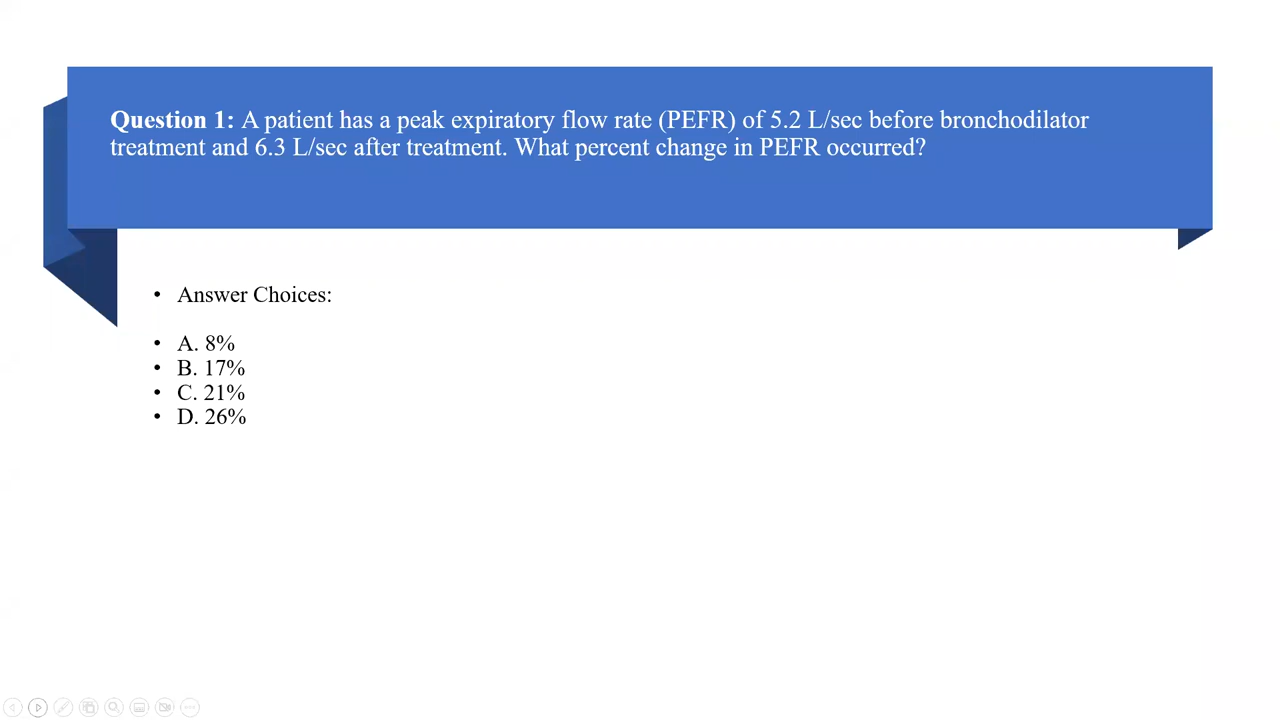 Question 1: A patient has a peak expiratory flow rate (PEFR) of 5.2 L/sec before bronchodilator
treatment and 6.3 L/sec after treatment. What percent change in PEFR occurred?
• Answer Choices:
• A. 8%
• B. 17%
• C. 21%
• D. 26%